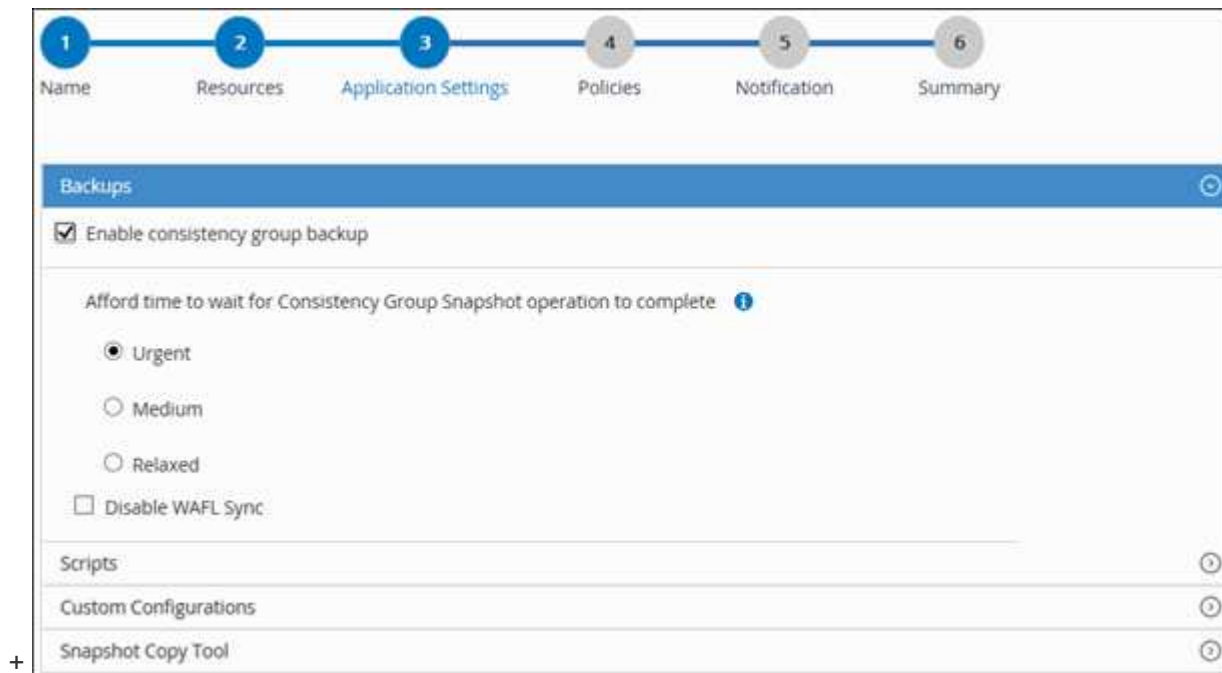 1 2 3 4 5 6
Name Resources Application Settings Policies Notification Summary
Backups
Enable consistency group backup
Afford time to wait for Consistency Group Snapshot operation to complete i
Urgent
Medium
Relaxed
Disable WAFL Sync
Scripts
Custom Configurations
Snapshot Copy Tool
+